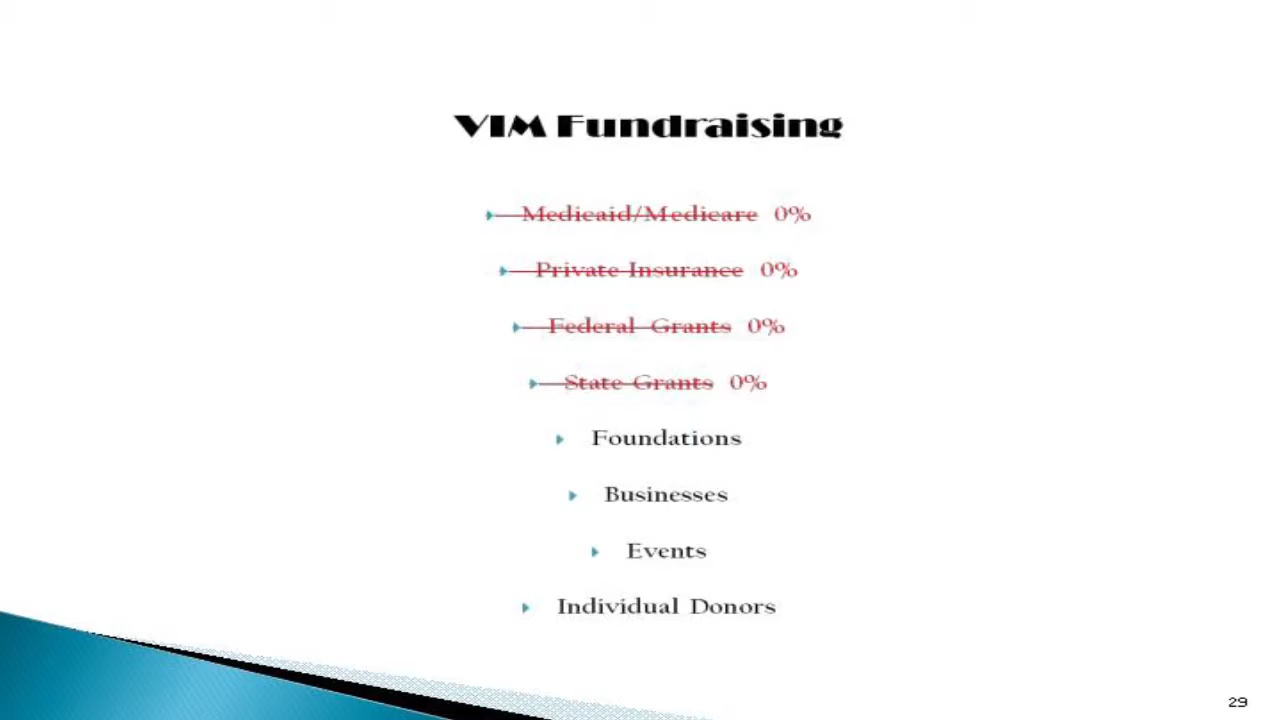 VIM Fundraising
Medicaid/Medicare 0%
Private Insurance 0%
Federal Grants 0%
State Grants 0%
Foundations
Businesses
Events
Individual Donors
29